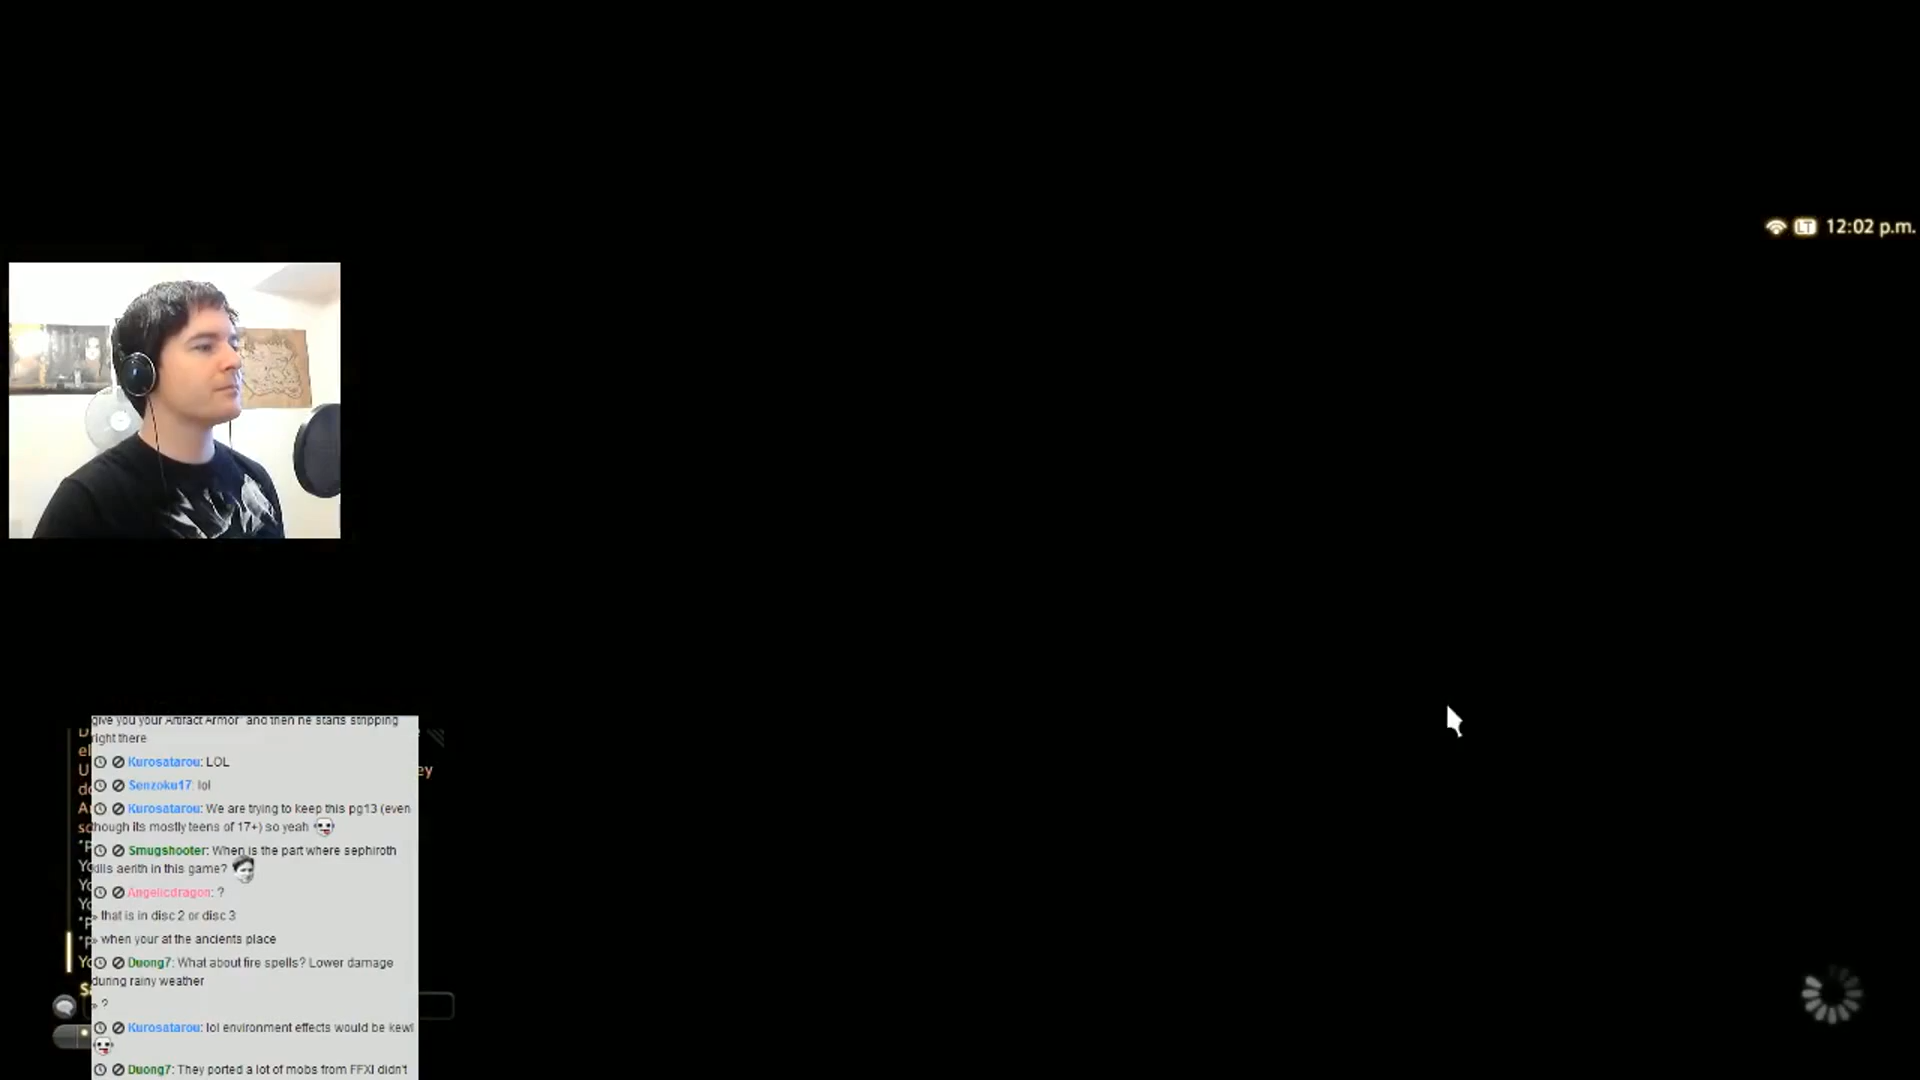 LT 12:02 p.m.
give you your Artifact Armor" and then he starts stripping
right there
Kurosatarou: LOL
Senzoku17: lol
Kurosatarou: We are trying to keep this pg13 (even
though its mostly teens of 17+) so yeah
Smugshooter: When is the part where sephiroth
kills aerith in this game?
Angelicdragon: ?
» that is in disc 2 or disc 3
» when your at the ancients place
Duong7: What about fire spells? Lower damage
during rainy weather
» ?
Kurosatarou: lol environment effects would be kewl
Duong7: They ported a lot of mobs from FFXI didn't